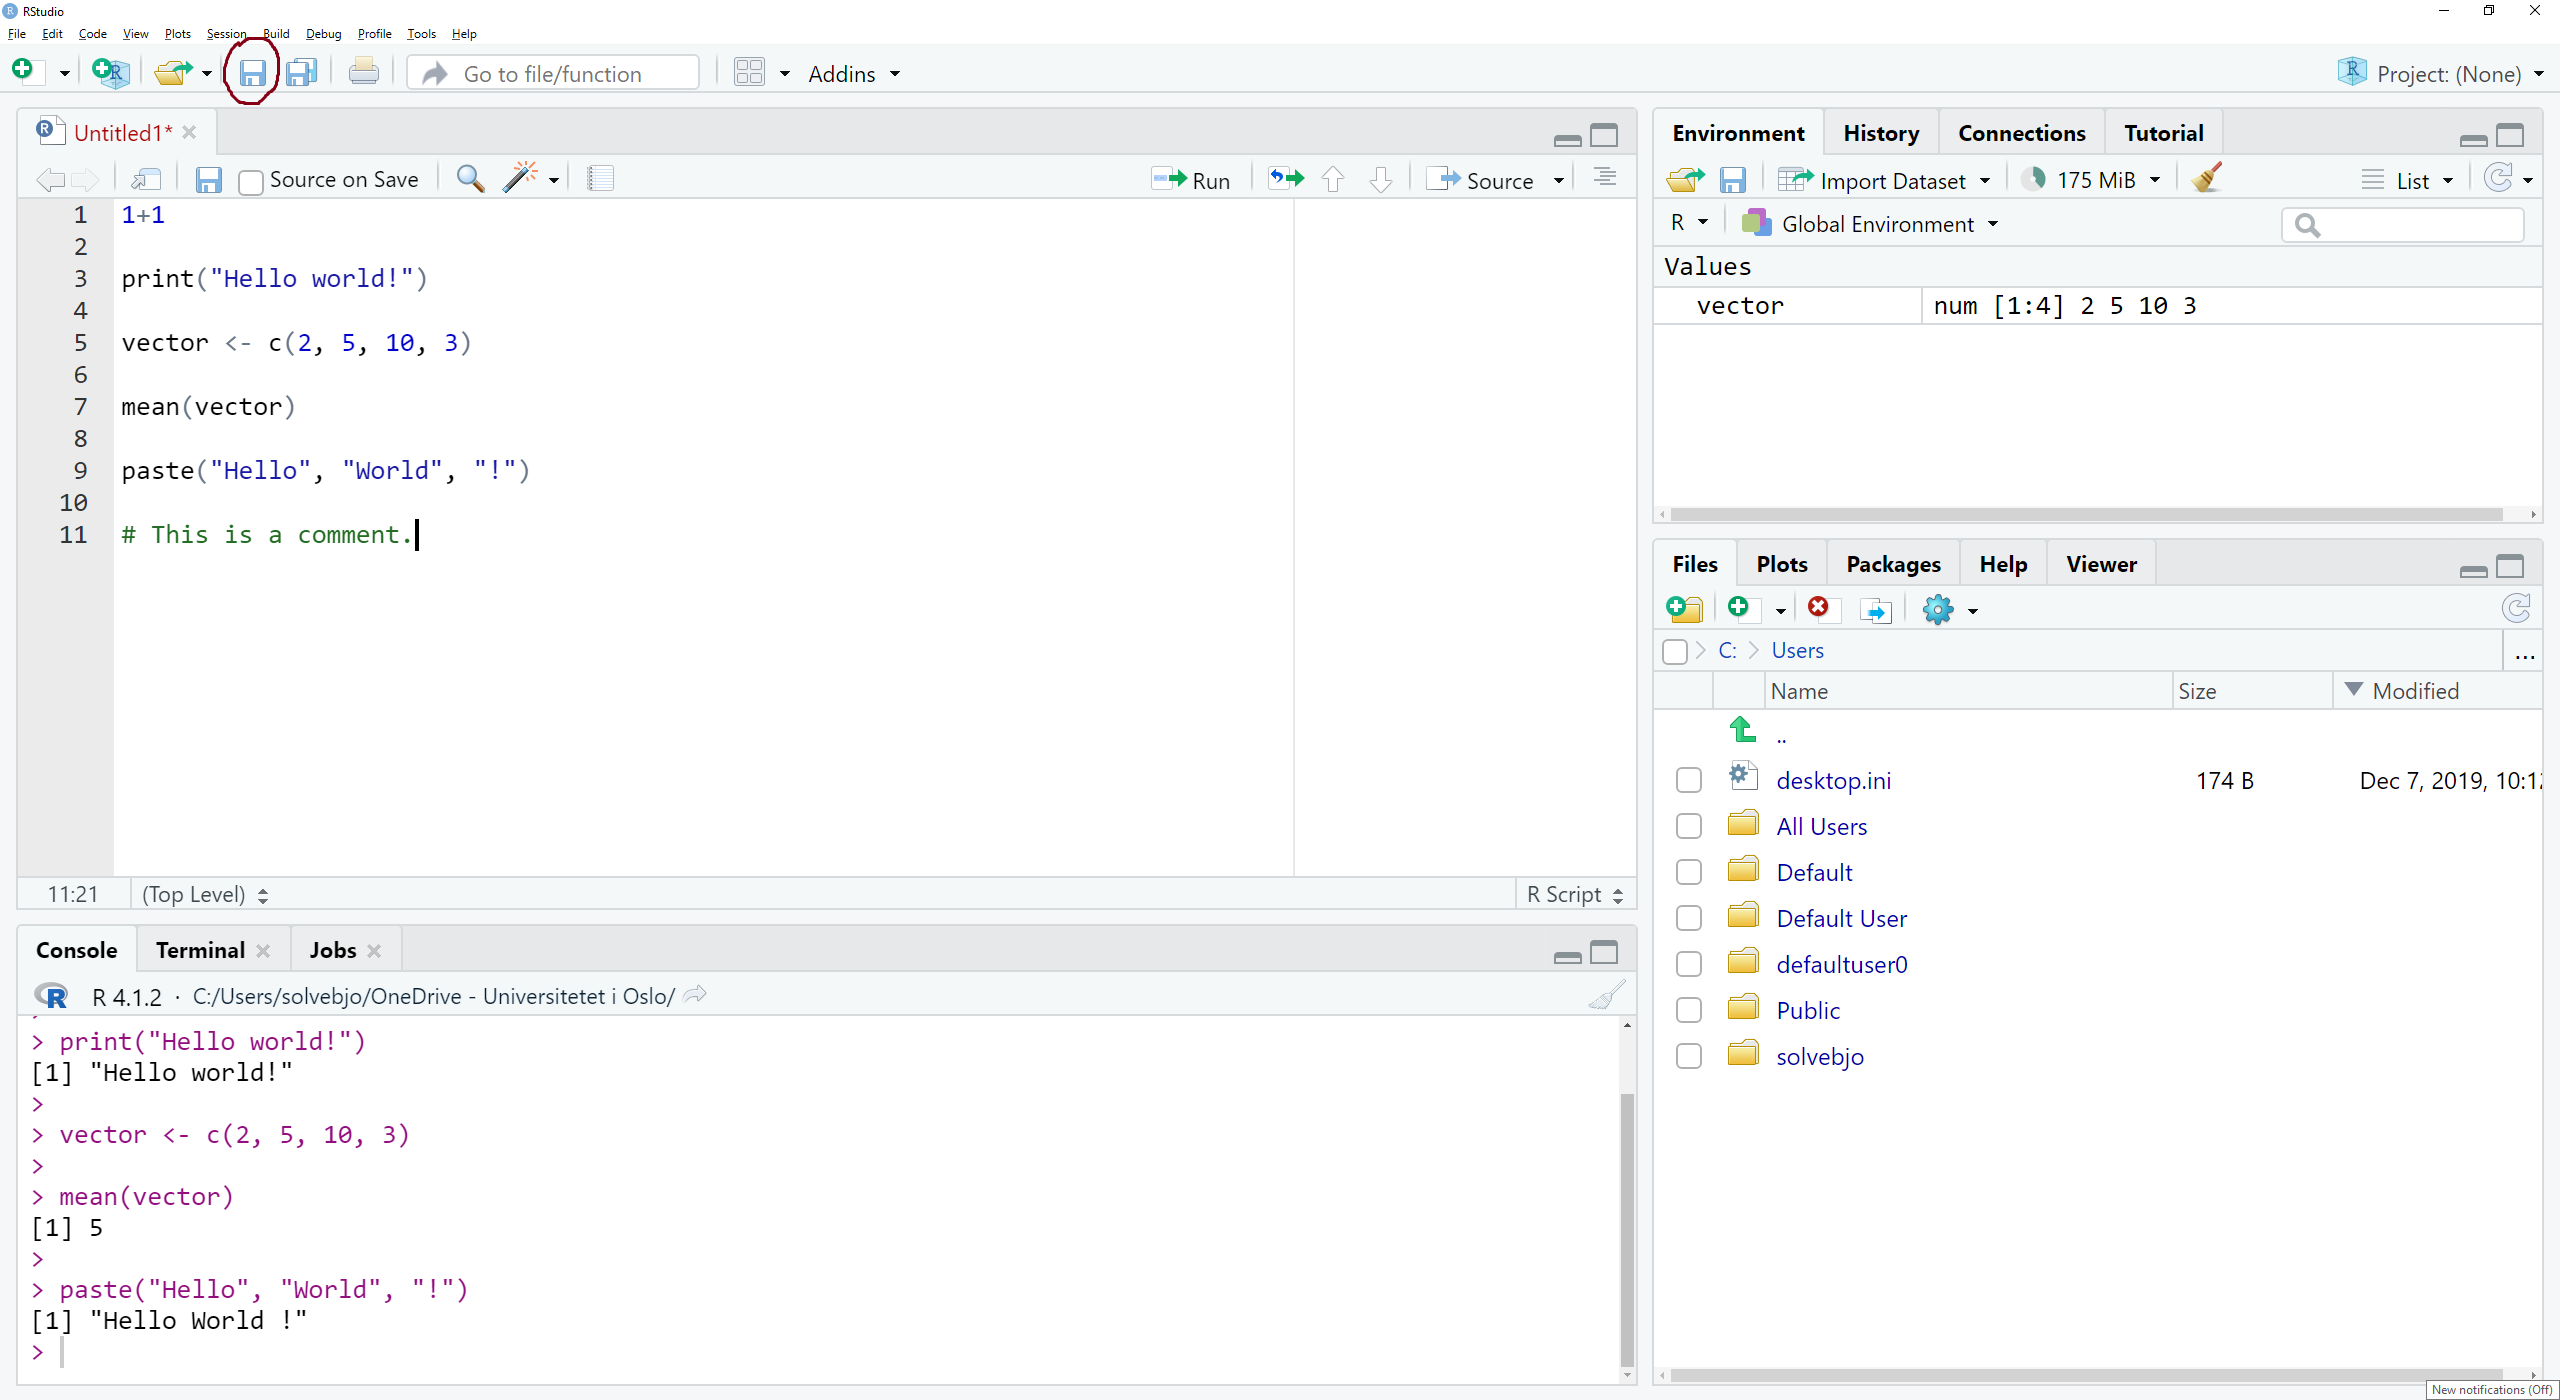 RStudio
File Edit Code View Plots Session Build Debug Profile Tools Help
Go to file/function Addins Project: (None)
Untitled1*
Source on Save Run Source
1 1+1
2
3 print("Hello world!")
4
5 vector <- c(2, 5, 10, 3)
6
7 mean(vector)
8
9 paste("Hello", "World", "!")
10
11 # This is a comment.
11:21 (Top Level) R Script
Console Terminal Jobs
R 4.1.2 · C:/Users/solvebjo/OneDrive - Universitetet i Oslo/
> print("Hello world!")
[1] "Hello world!"
>
> vector <- c(2, 5, 10, 3)
>
> mean(vector)
[1] 5
>
> paste("Hello", "World", "!")
[1] "Hello World !"
>
Environment History Connections Tutorial
Import Dataset 175 MiB List
R Global Environment
Values
vector num [1:4] 2 5 10 3
Files Plots Packages Help Viewer
C: Users ...
Name Size Modified
..
desktop.ini 174 B Dec 7, 2019, 10:12
All Users
Default
Default User
defaultuser0
Public
solvebjo
New notifications (Off)